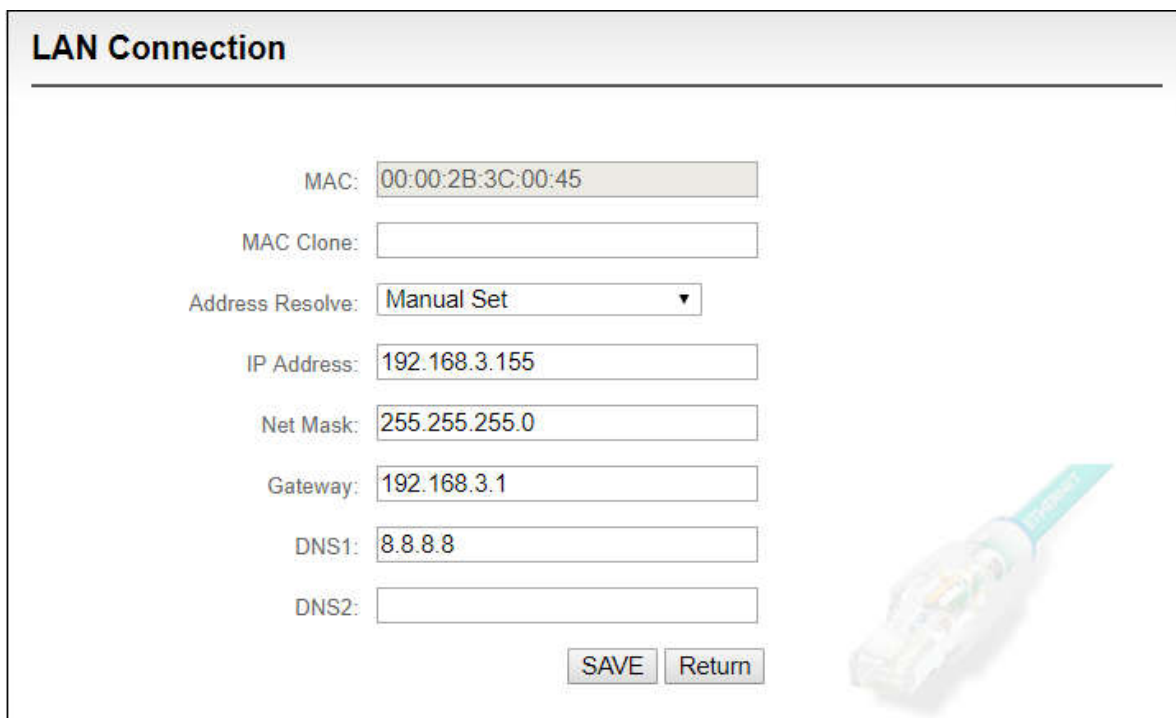 LAN Connection
MAC: 00:00:2B:3C:00:45
MAC Clone:
Address Resolve: Manual Set
IP Address: 192.168.3.155
Net Mask: 255.255.255.0
Gateway: 192.168.3.1
DNS1: 8.8.8.8
DNS2:
SAVE Return
ETHERNET